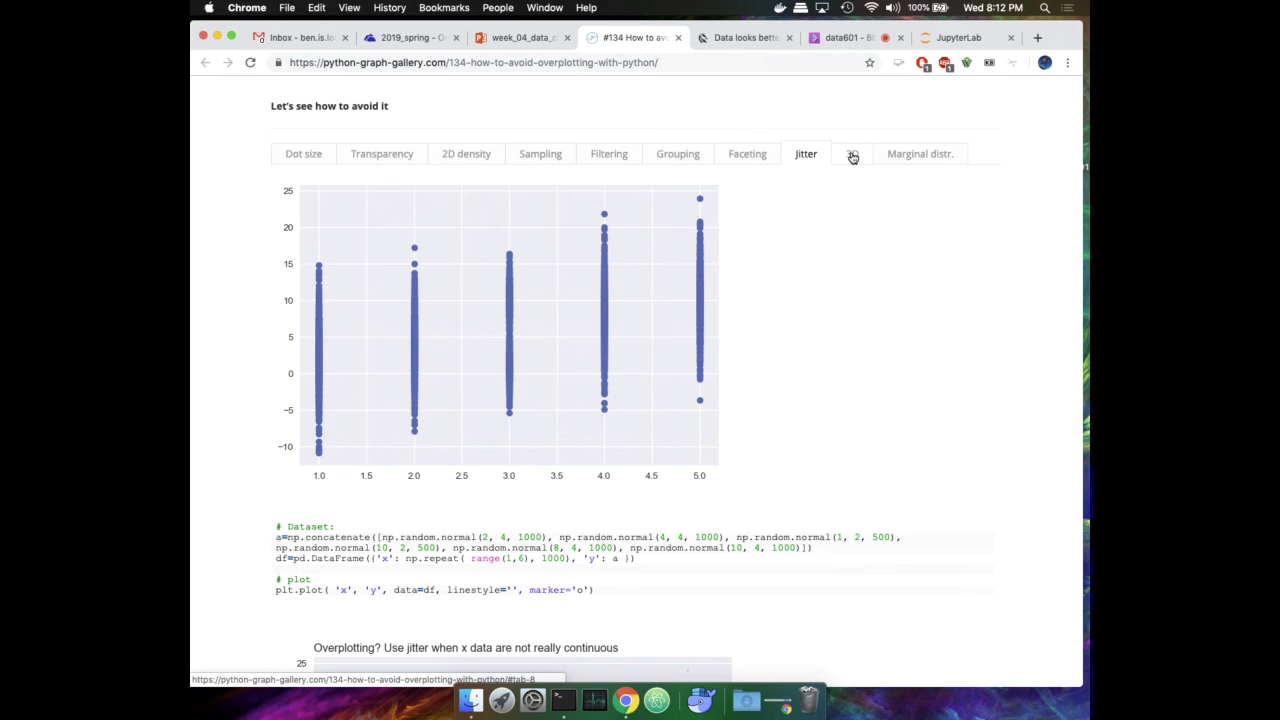 Chrome File Edit View History Bookmarks People Window Help 100% Wed 8:12 PM
Inbox - ben.is.lo 2019_spring - O week_04_data_ #134 How to avo Data looks bette data601 - Bl JupyterLab
https://python-graph-gallery.com/134-how-to-avoid-overplotting-with-python/
Let's see how to avoid it
Dot size Transparency 2D density Sampling Filtering Grouping Faceting Jitter 3D Marginal distr.
25
20
15
10
5
0
−5
−10
1.0 1.5 2.0 2.5 3.0 3.5 4.0 4.5 5.0
# Dataset:
a=np.concatenate([np.random.normal(2, 4, 1000), np.random.normal(4, 4, 1000), np.random.normal(1, 2, 500),
np.random.normal(10, 2, 500), np.random.normal(8, 4, 1000), np.random.normal(10, 4, 1000)])
df=pd.DataFrame({'x': np.repeat( range(1,6), 1000), 'y': a })
# plot
plt.plot( 'x', 'y', data=df, linestyle='', marker='o')
Overplotting? Use jitter when x data are not really continuous
25
https://python-graph-gallery.com/134-how-to-avoid-overplotting-with-python/#tab-8